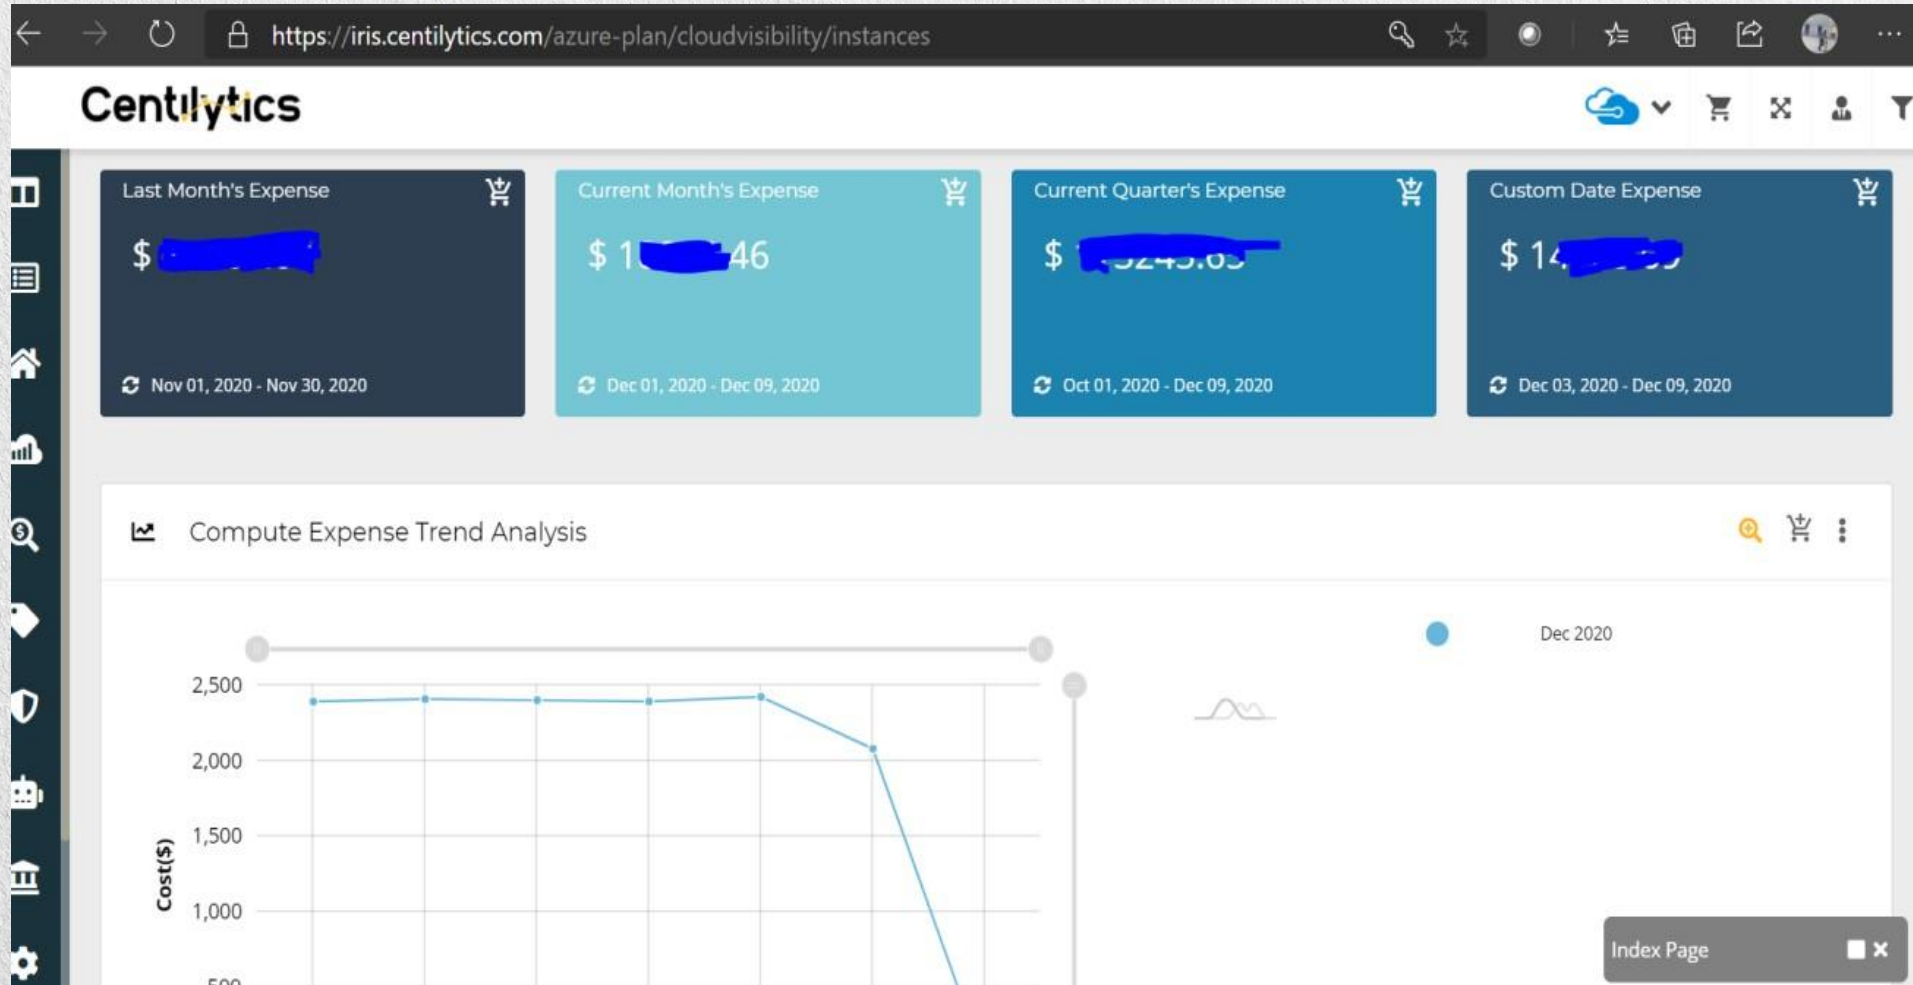 https://iris.centilytics.com/azure-plan/cloudvisibility/instances
Centilytics
Last Month's Expense
$
Nov 01, 2020 - Nov 30, 2020
Current Month's Expense
$ 1 46
Dec 01, 2020 - Dec 09, 2020
Current Quarter's Expense
$
Oct 01, 2020 - Dec 09, 2020
Custom Date Expense
$ 14
Dec 03, 2020 - Dec 09, 2020
Compute Expense Trend Analysis
Dec 2020
2,500
2,000
1,500
1,000
Cost($)
Index Page